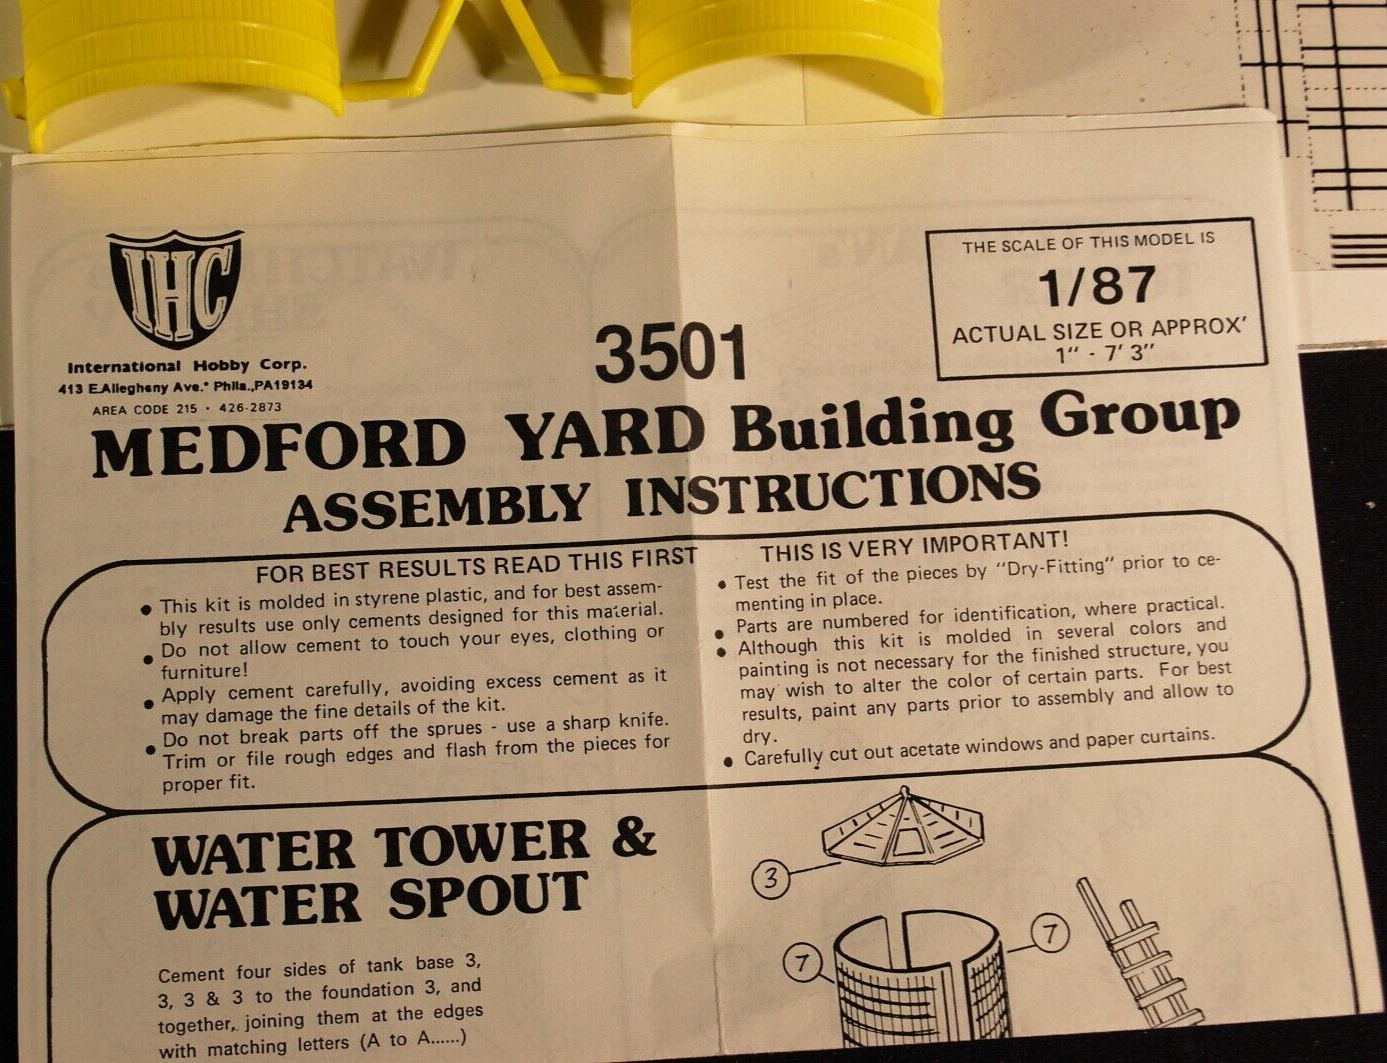 IHC
International Hobby Corp.
413 E.Allegheny Ave.* Phila.,PA19134
AREA CODE 215 · 426-2873
3501
THE SCALE OF THIS MODEL IS
1/87
ACTUAL SIZE OR APPROX'
1" - 7' 3"
MEDFORD YARD Building Group
ASSEMBLY INSTRUCTIONS
FOR BEST RESULTS READ THIS FIRST
• This kit is molded in styrene plastic, and for best assem-
bly results use only cements designed for this material.
• Do not allow cement to touch your eyes, clothing or
furniture!
• Apply cement carefully, avoiding excess cement as it
may damage the fine details of the kit.
• Do not break parts off the sprues - use a sharp knife.
Trim or file rough edges and flash from the pieces for
proper fit.
THIS IS VERY IMPORTANT!
• Test the fit of the pieces by "Dry-Fitting" prior to ce-
menting in place.
• Parts are numbered for identification, where practical.
• Although this kit is molded in several colors and
painting is not necessary for the finished structure, you
may wish to alter the color of certain parts. For best
results, paint any parts prior to assembly and allow to
dry.
• Carefully cut out acetate windows and paper curtains.
WATER TOWER &
WATER SPOUT
Cement four sides of tank base 3,
3, 3 & 3 to the foundation 3, and
together, joining them at the edges
with matching letters (A to A......)
3
7
7